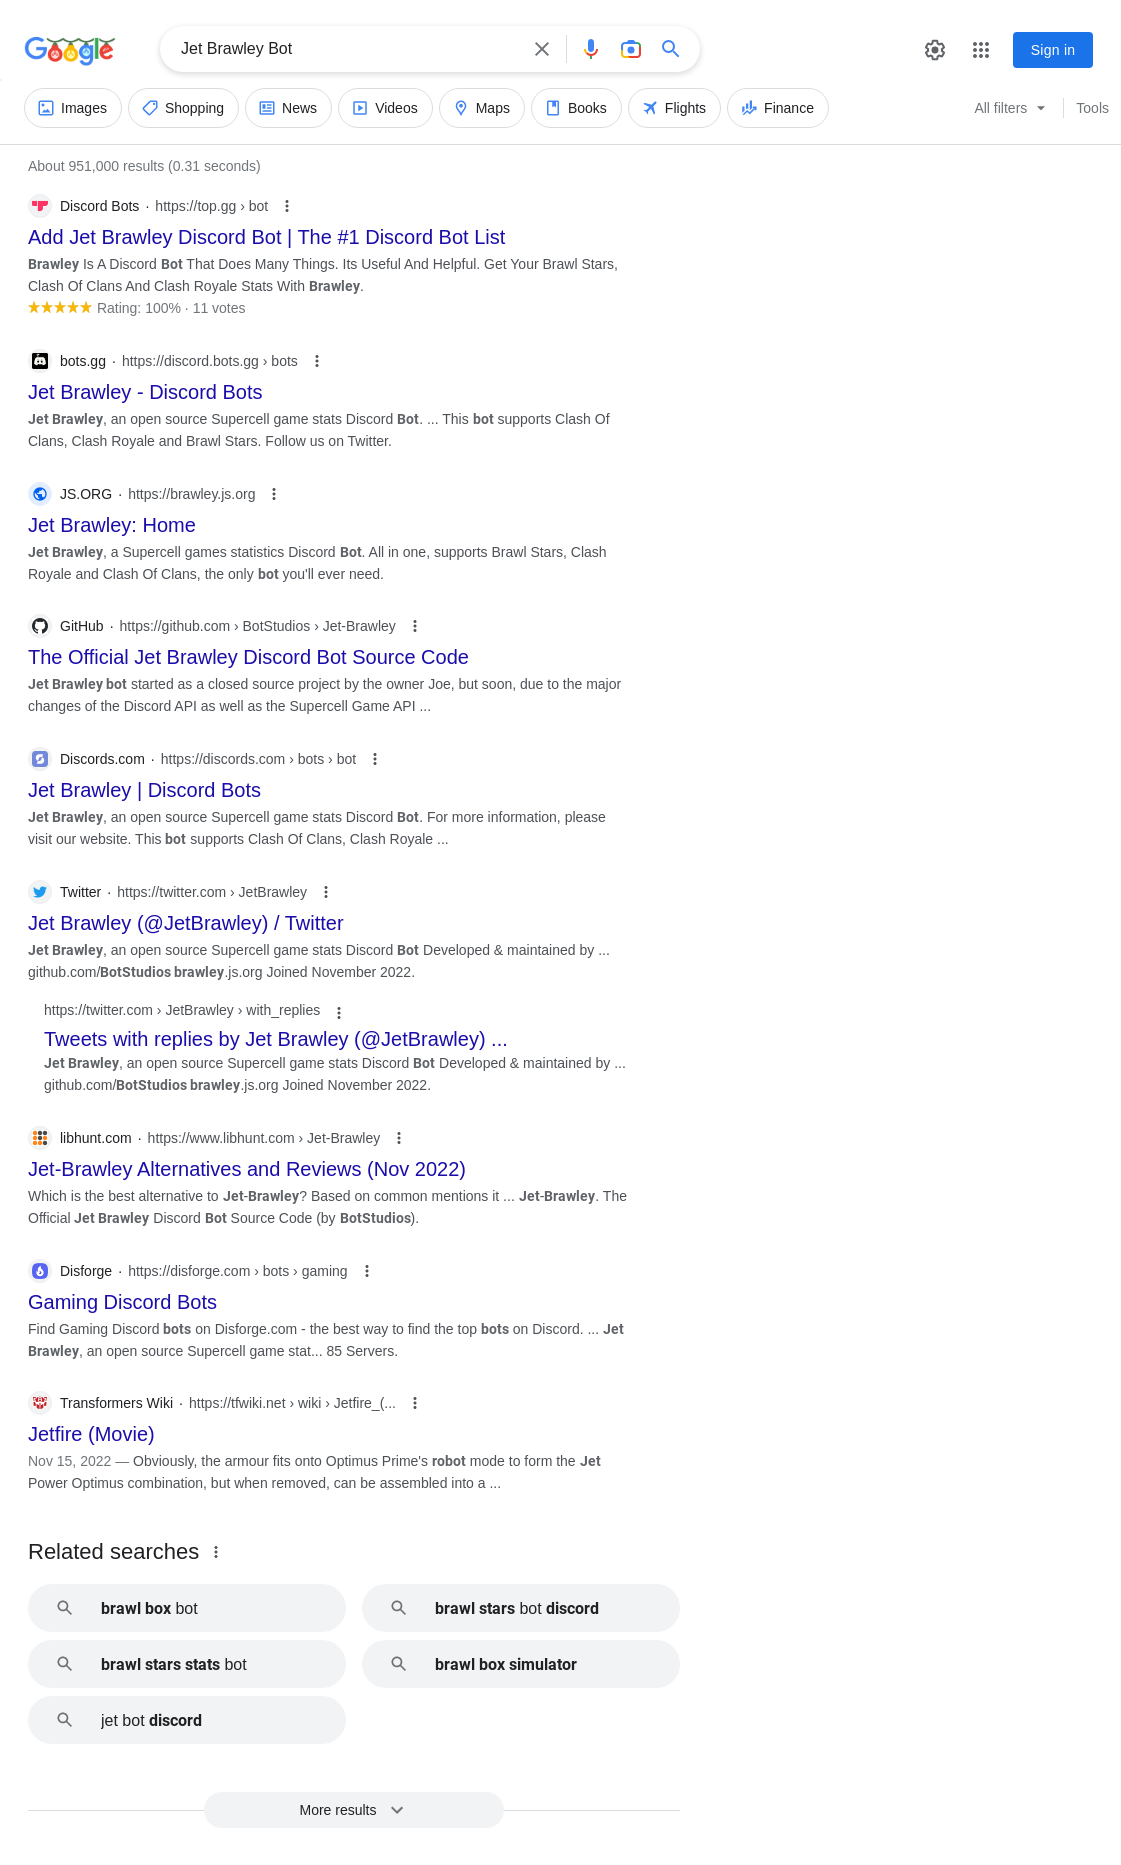 Google
Jet Brawley Bot
Sign in
Images
Shopping
News
Videos
Maps
Books
Flights
Finance
All filters
Tools
About 951,000 results (0.31 seconds)
Discord Bots · https://top.gg › bot
Add Jet Brawley Discord Bot | The #1 Discord Bot List
Brawley Is A Discord Bot That Does Many Things. Its Useful And Helpful. Get Your Brawl Stars,
Clash Of Clans And Clash Royale Stats With Brawley.
Rating: 100% · 11 votes
bots.gg · https://discord.bots.gg › bots
Jet Brawley - Discord Bots
Jet Brawley, an open source Supercell game stats Discord Bot. ... This bot supports Clash Of
Clans, Clash Royale and Brawl Stars. Follow us on Twitter.
JS.ORG · https://brawley.js.org
Jet Brawley: Home
Jet Brawley, a Supercell games statistics Discord Bot. All in one, supports Brawl Stars, Clash
Royale and Clash Of Clans, the only bot you'll ever need.
GitHub · https://github.com › BotStudios › Jet-Brawley
The Official Jet Brawley Discord Bot Source Code
Jet Brawley bot started as a closed source project by the owner Joe, but soon, due to the major
changes of the Discord API as well as the Supercell Game API ...
Discords.com · https://discords.com › bots › bot
Jet Brawley | Discord Bots
Jet Brawley, an open source Supercell game stats Discord Bot. For more information, please
visit our website. This bot supports Clash Of Clans, Clash Royale ...
Twitter · https://twitter.com › JetBrawley
Jet Brawley (@JetBrawley) / Twitter
Jet Brawley, an open source Supercell game stats Discord Bot Developed & maintained by ...
github.com/BotStudios brawley.js.org Joined November 2022.
https://twitter.com › JetBrawley › with_replies
Tweets with replies by Jet Brawley (@JetBrawley) ...
Jet Brawley, an open source Supercell game stats Discord Bot Developed & maintained by ...
github.com/BotStudios brawley.js.org Joined November 2022.
libhunt.com · https://www.libhunt.com › Jet-Brawley
Jet-Brawley Alternatives and Reviews (Nov 2022)
Which is the best alternative to Jet-Brawley? Based on common mentions it ... Jet-Brawley. The
Official Jet Brawley Discord Bot Source Code (by BotStudios).
Disforge · https://disforge.com › bots › gaming
Gaming Discord Bots
Find Gaming Discord bots on Disforge.com - the best way to find the top bots on Discord. ... Jet
Brawley, an open source Supercell game stat... 85 Servers.
Transformers Wiki · https://tfwiki.net › wiki › Jetfire_(...
Jetfire (Movie)
Nov 15, 2022 — Obviously, the armour fits onto Optimus Prime's robot mode to form the Jet
Power Optimus combination, but when removed, can be assembled into a ...
Related searches
brawl box bot
brawl stars bot discord
brawl stars stats bot
brawl box simulator
jet bot discord
More results